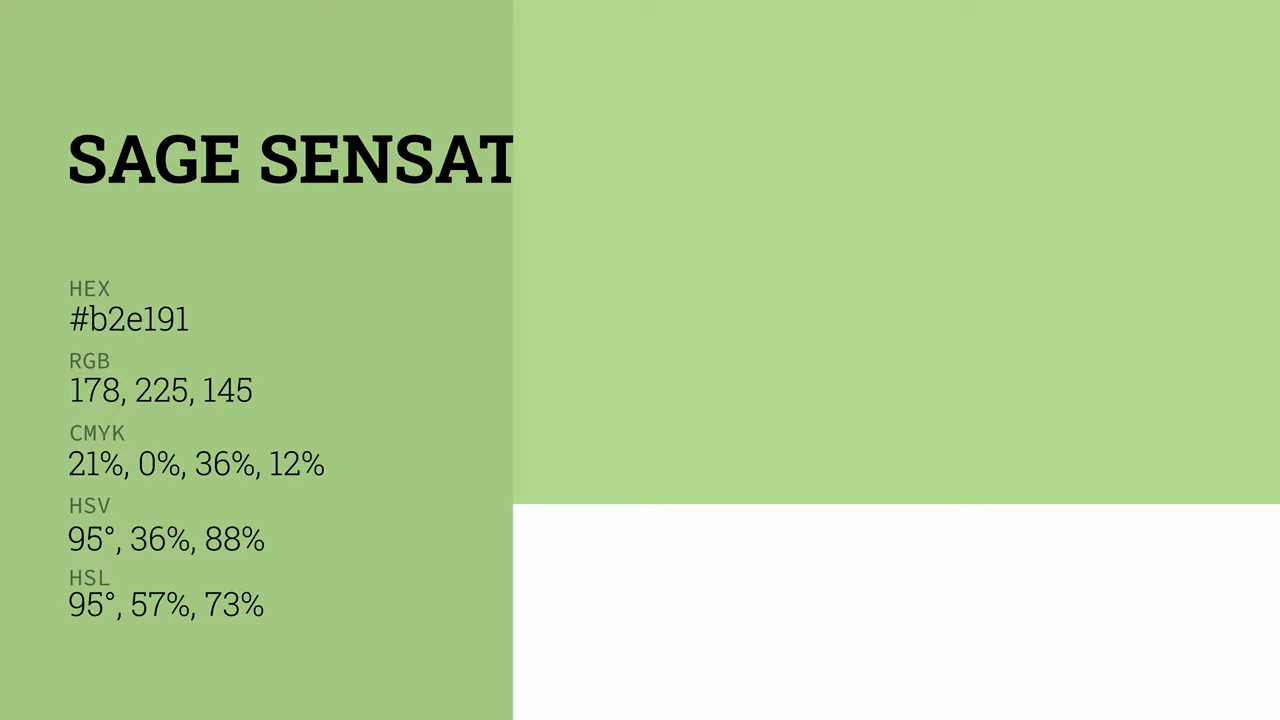 SAGE SENSAT
HEX
#b2e191
RGB
178, 225, 145
CMYK
21%, 0%, 36%, 12%
HSV
95°, 36%, 88%
HSL
95°, 57%, 73%